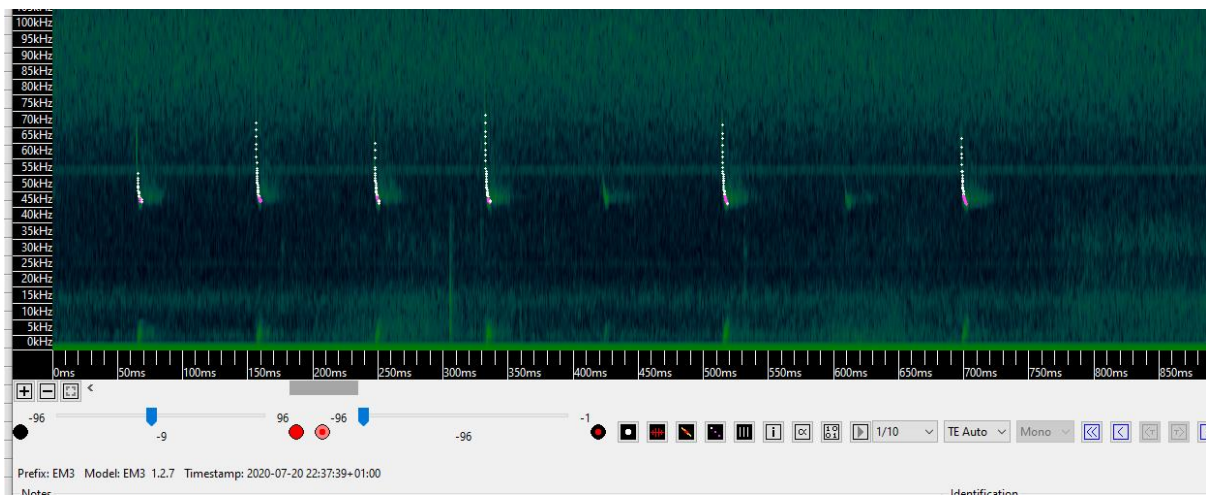 100kHz
95kHz
90kHz
85kHz
80kHz
75kHz
70kHz
65kHz
60kHz
55kHz
50kHz
45kHz
40kHz
35kHz
30kHz
25kHz
20kHz
15kHz
10kHz
5kHz
0kHz
0ms 50ms 100ms 150ms 200ms 250ms 300ms 350ms 400ms 450ms 500ms 550ms 600ms 650ms 700ms 750ms 800ms 850ms
-96 96 -96 -1
-9 -96
1/10 TE Auto Mono
Prefix: EM3 Model: EM3 1.2.7 Timestamp: 2020-07-20 22:37:39+01:00
Notes Identification